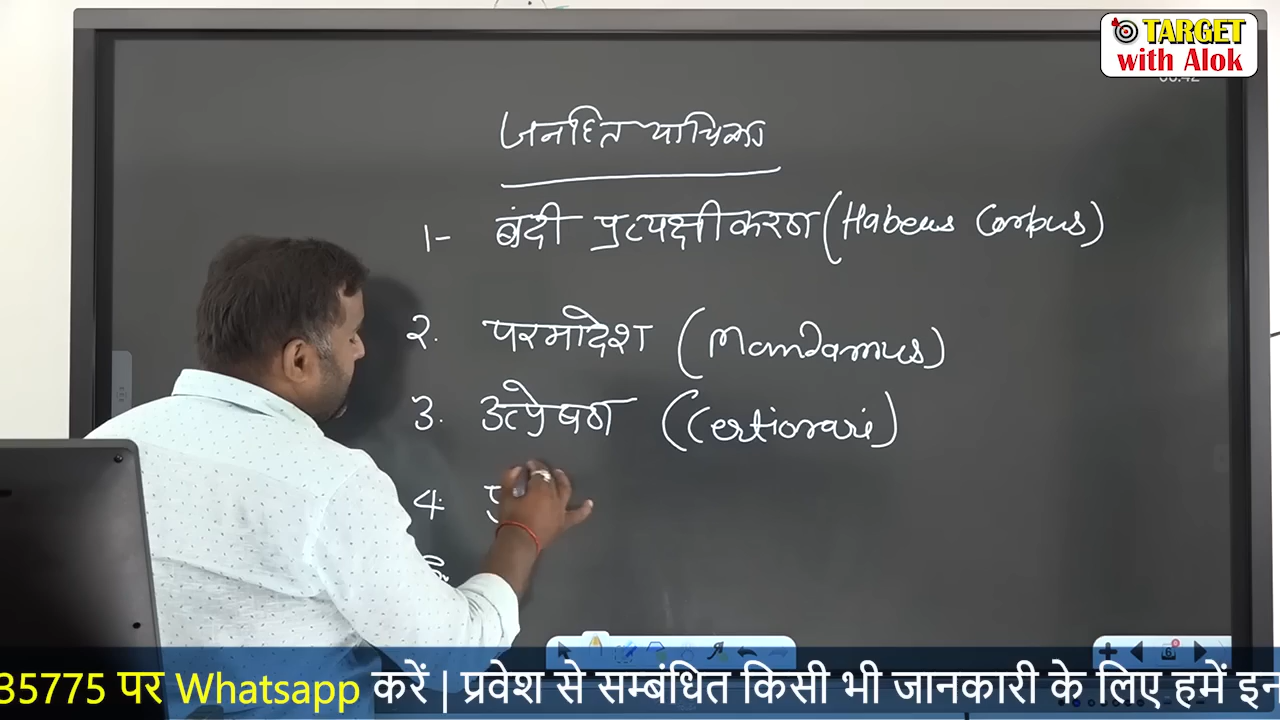 TARGET
with Alok
जनहित याचिका
1- बंदी प्रत्यक्षीकरण (Habeus Corpus)
2. परमादेश (Mandamus)
3. उत्प्रेषण (Certiorari)
4.
35775 पर Whatsapp करें | प्रवेश से सम्बंधित किसी भी जानकारी के लिए हमें इन